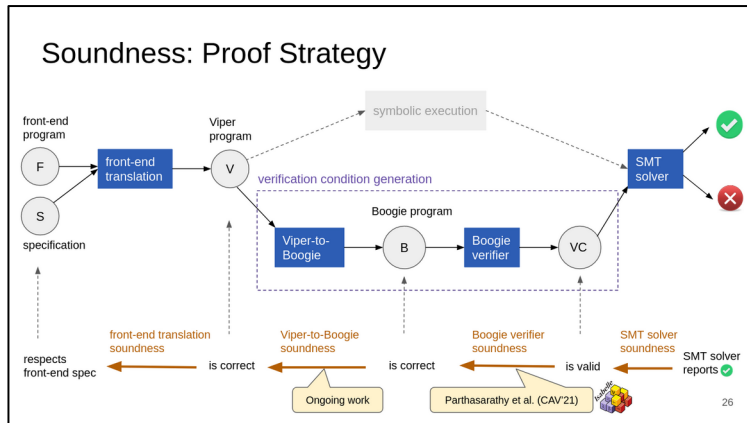 Soundness: Proof Strategy
symbolic execution
front-end
program
Viper
program
F
front-end
translation
V
SMT
solver
verification condition generation
S
Boogie program
specification
Viper-to-
Boogie
B
Boogie
verifier
VC
front-end translation
soundness
Viper-to-Boogie
soundness
Boogie verifier
soundness
SMT solver
soundness
respects
front-end spec
is correct
is correct
is valid
SMT solver
reports
Ongoing work
Parthasarathy et al. (CAV'21)
Isabelle
26